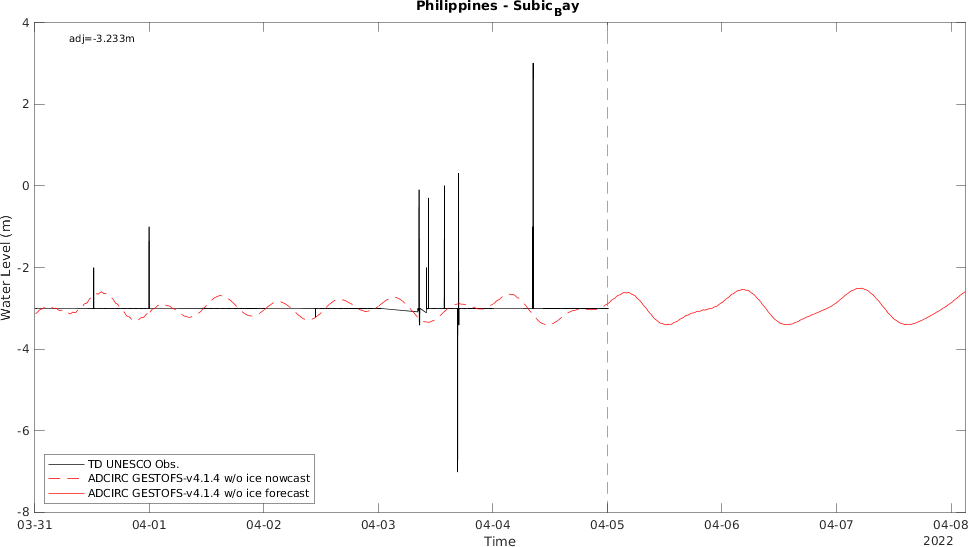 Philippines - Subic_Bay
adj=-3.233m
4
2
0
-2
-4
-6
-8
Water Level (m)
TD UNESCO Obs.
ADCIRC GESTOFS-v4.1.4 w/o ice nowcast
ADCIRC GESTOFS-v4.1.4 w/o ice forecast
03-31 04-01 04-02 04-03 04-04 04-05 04-06 04-07 04-08
Time
2022